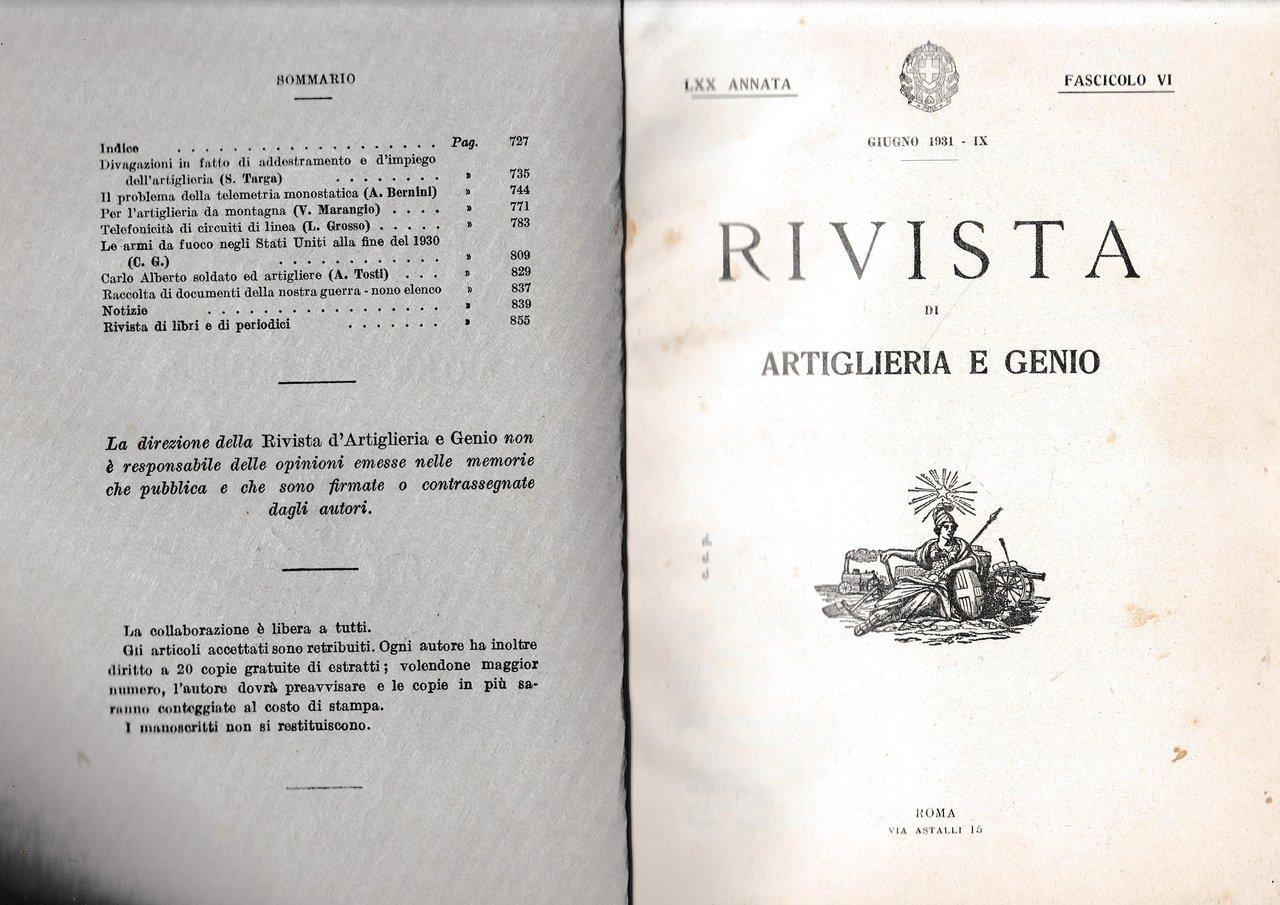 SOMMARIO
Indice . . . . . . . . . . . . . . . . . . Pag. 727
Divagazioni in fatto di addestramento e d'impiego
dell'artiglieria (S. Targa) . . . . . . . . » 735
Il problema della telemetria monostatica (A. Bernini) » 744
Per l'artiglieria da montagna (V. Marangio) . . . . » 771
Telefonicità di circuiti di linea (L. Grosso) . . . . . » 783
Le armi da fuoco negli Stati Uniti alla fine del 1930
(C. G.) . . . . . . . . . . . . . » 809
Carlo Alberto soldato ed artigliere (A. Tosti) . . . » 829
Raccolta di documenti della nostra guerra - nono elenco » 837
Notizie . . . . . . . . . . . . . . . . » 839
Rivista di libri e di periodici . . . . . . . » 855
La direzione della Rivista d'Artiglieria e Genio non
è responsabile delle opinioni emesse nelle memorie
che pubblica e che sono firmate o contrassegnate
dagli autori.
La collaborazione è libera a tutti.
Gli articoli accettati sono retribuiti. Ogni autore ha inoltre
diritto a 20 copie gratuite di estratti; volendone maggior
numero, l'autore dovrà preavvisare e le copie in più sa-
ranno conteggiate al costo di stampa.
I manoscritti non si restituiscono.
LXX ANNATA
FASCICOLO VI
GIUGNO 1931 - IX
RIVISTA
DI
ARTIGLIERIA E GENIO
c. d. p.
ROMA
VIA ASTALLI 15